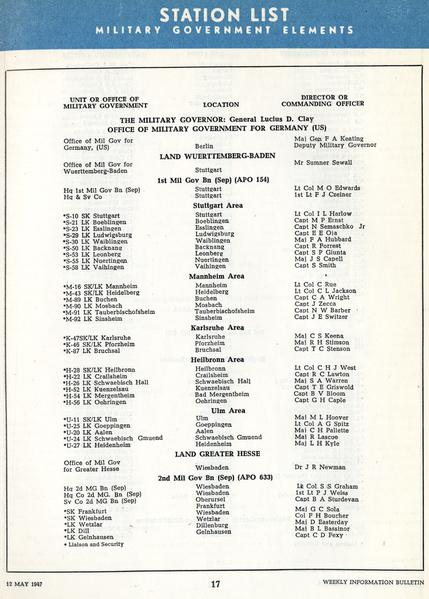 STATION LIST
MILITARY GOVERNMENT ELEMENTS
UNIT OR OFFICE OF MILITARY GOVERNMENT LOCATION DIRECTOR OR COMMANDING OFFICER
THE MILITARY GOVERNOR: General Lucius D. Clay
OFFICE OF MILITARY GOVERNMENT FOR GERMANY (US)
Office of Mil Gov for Maj Gen F A Keating
Germany, (US) Berlin Deputy Military Governor
LAND WUERTTEMBERG-BADEN
Office of Mil Gov for Mr Sumner Sewall
Wuerttemberg-Baden Stuttgart
1st Mil Gov Bn (Sep) (APO 154)
Hq 1st Mil Gov Bn (Sep) Stuttgart Lt Col M O Edwards
Hq & Sv Co Stuttgart 1st Lt F J Czeiner
Stuttgart Area
*S-10 SK Stuttgart Stuttgart Lt Col I L Harlow
*S-21 LK Boeblingen Boeblingen Capt M P Ernst
*S-23 LK Esslingen Esslingen Capt N Semaschko Jr
*S-29 LK Ludwigsburg Ludwigsburg Capt E E Oja
*S-30 LK Waiblingen Waiblingen Maj F A Hubbard
*S-50 LK Backnang Backnang Capt R Forrest
*S-53 LK Leonberg Leonberg Capt S P Giunta
*S-55 LK Nuertingen Nuertingen Maj J S Capell
*S-58 LK Vaihingen Vaihingen Capt S Smith
Mannheim Area
*M-16 SK/LK Mannheim Mannheim Lt Col C Rue
*M-43 SK/LK Heidelberg Heidelberg Lt Col C L Jackson
*M-89 LK Buchen Buchen Capt C A Wright
*M-90 LK Mosbach Mosbach Capt J Zecca
*M-91 LK Tauberbischofsheim Tauberbischofsheim Capt N W Barber
*M-92 LK Sinsheim Sinsheim Capt J E Switzer
Karlsruhe Area
*K-47SK/LK Karlsruhe Karlsruhe Maj C S Keena
*K-46 SK/LK Pforzheim Pforzheim Maj R H Stimson
*K-87 LK Bruchsal Bruchsal Capt T C Stenson
Heilbronn Area
*H-28 SK/LK Heilbronn Heilbronn Lt Col C H J West
*H-22 LK Crailsheim Crailsheim Capt R C Lawton
*H-26 LK Schwaebisch Hall Schwaebisch Hall Maj S A Warren
*H-52 LK Kuenzelsau Kuenzelsau Capt T E Griswold
*H-54 LK Mergentheim Bad Mergentheim Capt B V Bloom
*H-56 LK Oehringen Oehringen Capt G H Caple
Ulm Area
*U-11 SK/LK Ulm Ulm Maj M L Hoover
*U-25 LK Goeppingen Goeppingen Lt Col A G Spitz
*U-20 LK Aalen Aalen Maj C H Pallette
*U-24 LK Schwaebisch Gmuend Schwaebisch Gmuend Maj R Lascoe
*U-27 LK Heidenheim Heidenheim Maj L H Kyle
LAND GREATER HESSE
Office of Mil Gov
for Greater Hesse Wiesbaden Dr J R Newman
2nd Mil Gov Bn (Sep) (APO 633)
Hq 2d MG Bn (Sep) Wiesbaden Lt Col S S Graham
Hq Co 2d MG. Bn (Sep) Wiesbaden 1st Lt P J Weiss
Sv Co 2d MG Bn (Sep) Oberursel Capt B A Sturdevan
*SK Frankfurt Frankfurt Maj G C Sola
*SK Wiesbaden Wiesbaden Col F H Boucher
*LK Wetzlar Wetzlar Maj D Easterday
*LK Dill Dillenburg Maj B L Bassinor
*LK Gelnhausen Gelnhausen Capt C D Fexy
* Liaison and Security
12 MAY 1947 17 WEEKLY INFORMATION BULLETIN